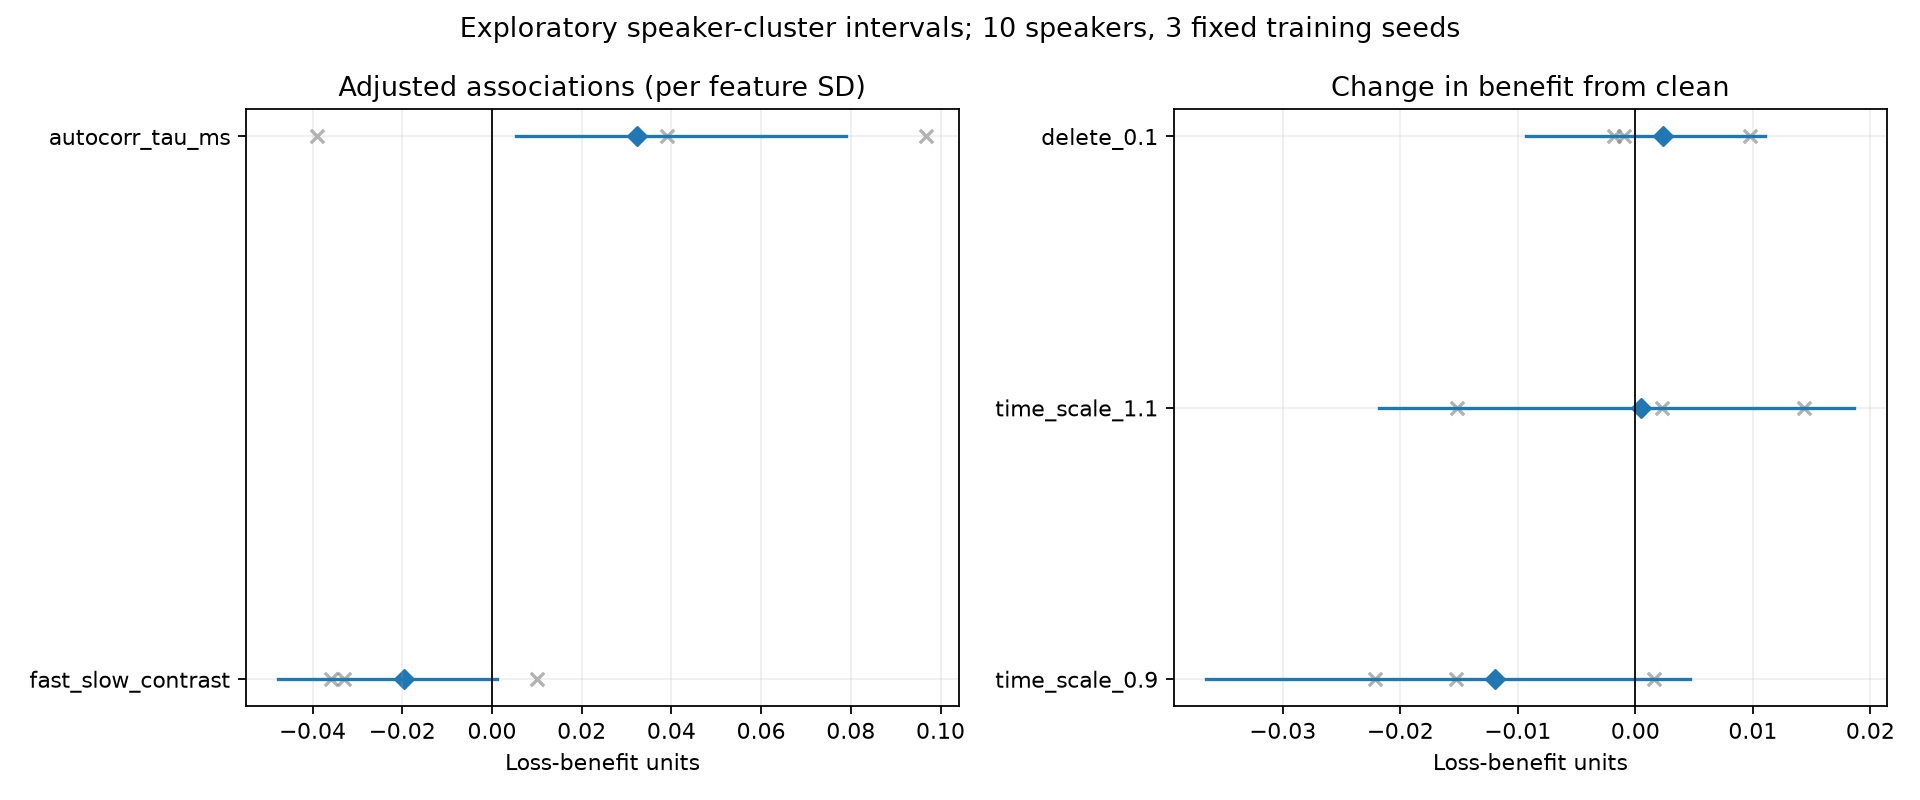 Exploratory speaker-cluster intervals; 10 speakers, 3 fixed training seeds
Adjusted associations (per feature SD)
autocorr_tau_ms
fast_slow_contrast
−0.04 −0.02 0.00 0.02 0.04 0.06 0.08 0.10
Loss-benefit units
Change in benefit from clean
delete_0.1
time_scale_1.1
time_scale_0.9
−0.03 −0.02 −0.01 0.00 0.01 0.02
Loss-benefit units